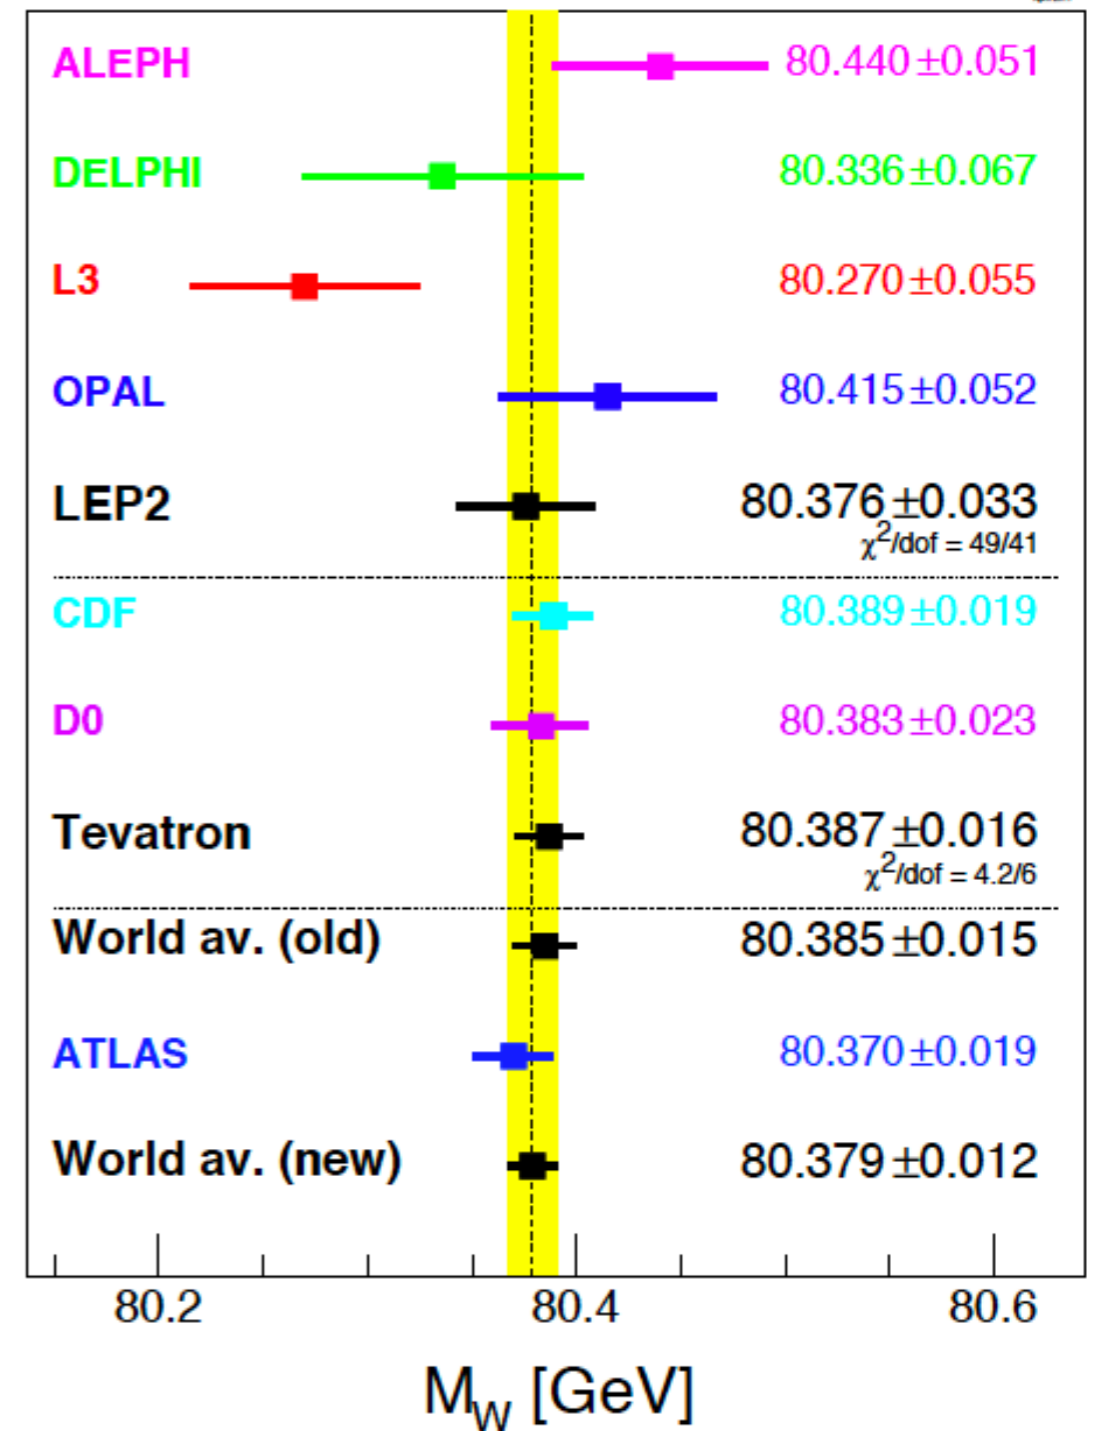 ALEPH 80.440±0.051
DELPHI 80.336±0.067
L3 80.270±0.055
OPAL 80.415±0.052
LEP2 80.376±0.033
χ²/dof = 49/41
CDF 80.389±0.019
D0 80.383±0.023
Tevatron 80.387±0.016
χ²/dof = 4.2/6
World av. (old) 80.385±0.015
ATLAS 80.370±0.019
World av. (new) 80.379±0.012
80.2 80.4 80.6
M_W [GeV]